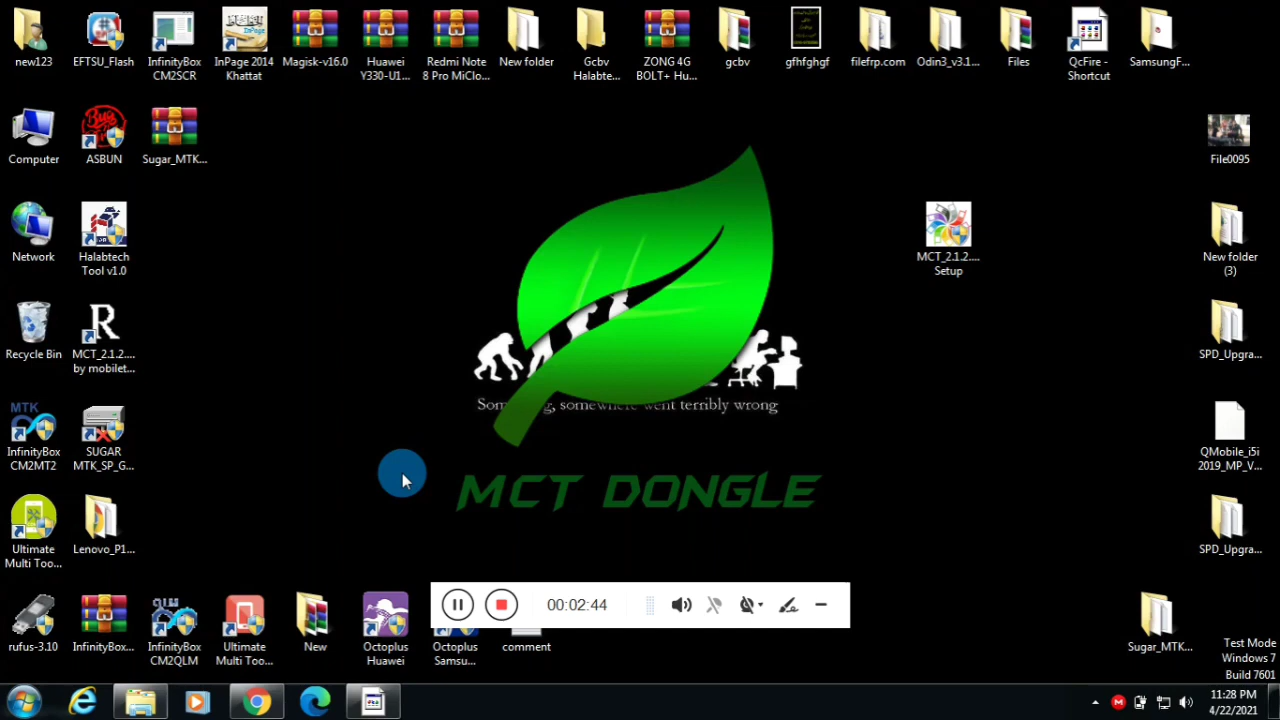 new123
EFTSU_Flash
InfinityBox
CM2SCR
InPage 2014
Khattat
Magisk-v16.0
Huawei
Y330-U1...
Redmi Note
8 Pro MiClo...
New folder
Gcbv
Halabte...
ZONG 4G
BOLT+ Hu...
gcbv
gfhfghgf
filefrp.com
Odin3_v3.1...
Files
QcFire -
Shortcut
SamsungF...
Computer
ASBUN
Sugar_MTK...
File0095
Network
Halabtech
Tool v1.0
MCT_2.1.2....
Setup
New folder
(3)
Recycle Bin
MCT_2.1.2....
by mobilet...
SPD_Upgra...
went terribly wrong
MTK
InfinityBox
CM2MT2
SUGAR
MTK_SP_G...
QMobile_i5i
2019_MP_V...
MCT DONGLE
Ultimate
Multi Too...
Lenovo_P1...
SPD_Upgra...
00:02:44
rufus-3.10
InfinityBox...
InfinityBox
CM2QLM
Ultimate
Multi Too...
New
Octoplus
Huawei
Octoplus
Samsu...
comment
Sugar_MTK...
Test Mode
Windows 7
Build 7601
11:28 PM
4/22/2021